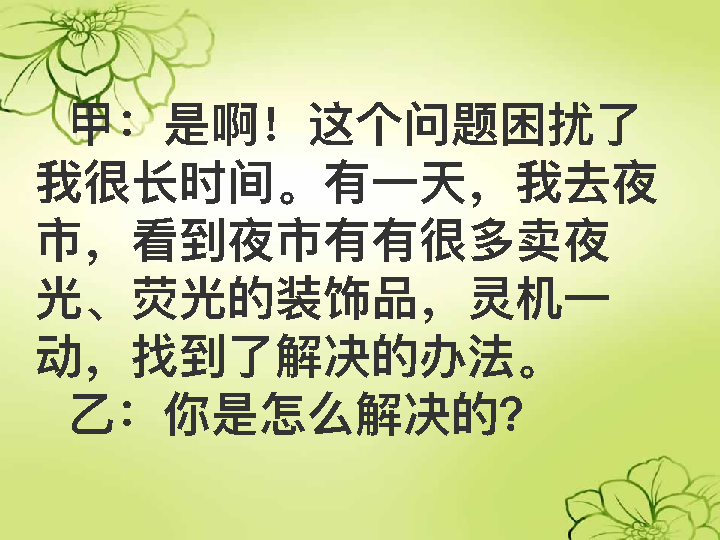 甲：是啊！这个问题困扰了
我很长时间。有一天，我去夜
市，看到夜市有有很多卖夜
光、荧光的装饰品，灵机一
动，找到了解决的办法。
乙：你是怎么解决的？